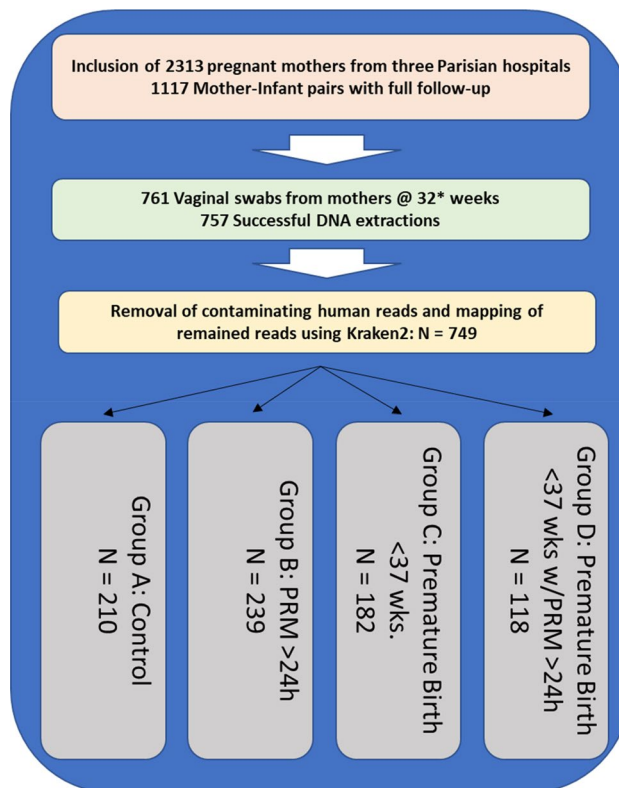 Inclusion of 2313 pregnant mothers from three Parisian hospitals
1117 Mother-Infant pairs with full follow-up
761 Vaginal swabs from mothers @ 32* weeks
757 Successful DNA extractions
Removal of contaminating human reads and mapping of
remained reads using Kraken2: N = 749
Group A: Control
N = 210
Group B: PRM >24h
N = 239
Group C: Premature Birth
<37 wks.
N = 182
Group D: Premature Birth
<37 wks w/PRM >24h
N = 118